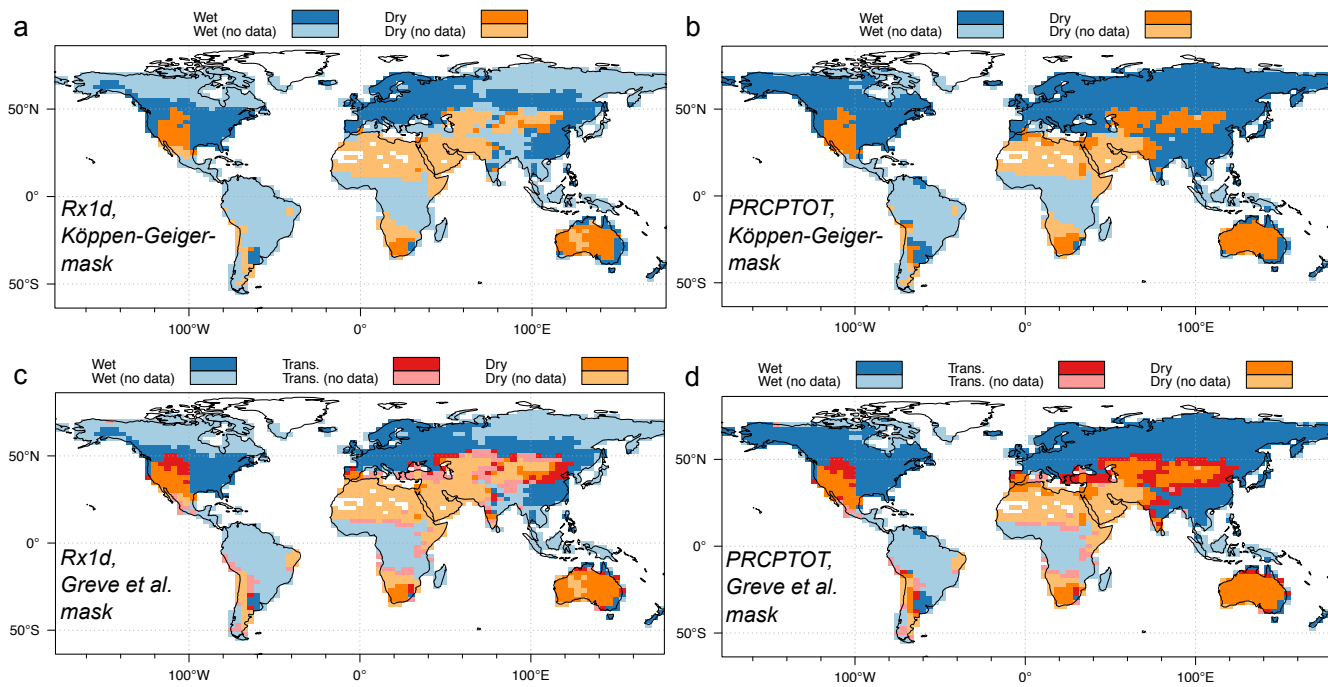 a
Wet
Wet (no data)
Dry
Dry (no data)
50°N
0°
50°S
Rx1d,
Köppen-Geiger-
mask
100°W
0°
100°E
b
Wet
Wet (no data)
Dry
Dry (no data)
50°N
0°
50°S
PRCPTOT,
Köppen-Geiger-
mask
100°W
0°
100°E
c
Wet
Wet (no data)
Trans.
Trans. (no data)
Dry
Dry (no data)
50°N
0°
50°S
Rx1d,
Greve et al.
mask
100°W
0°
100°E
d
Wet
Wet (no data)
Trans.
Trans. (no data)
Dry
Dry (no data)
50°N
0°
50°S
PRCPTOT,
Greve et al.
mask
100°W
0°
100°E